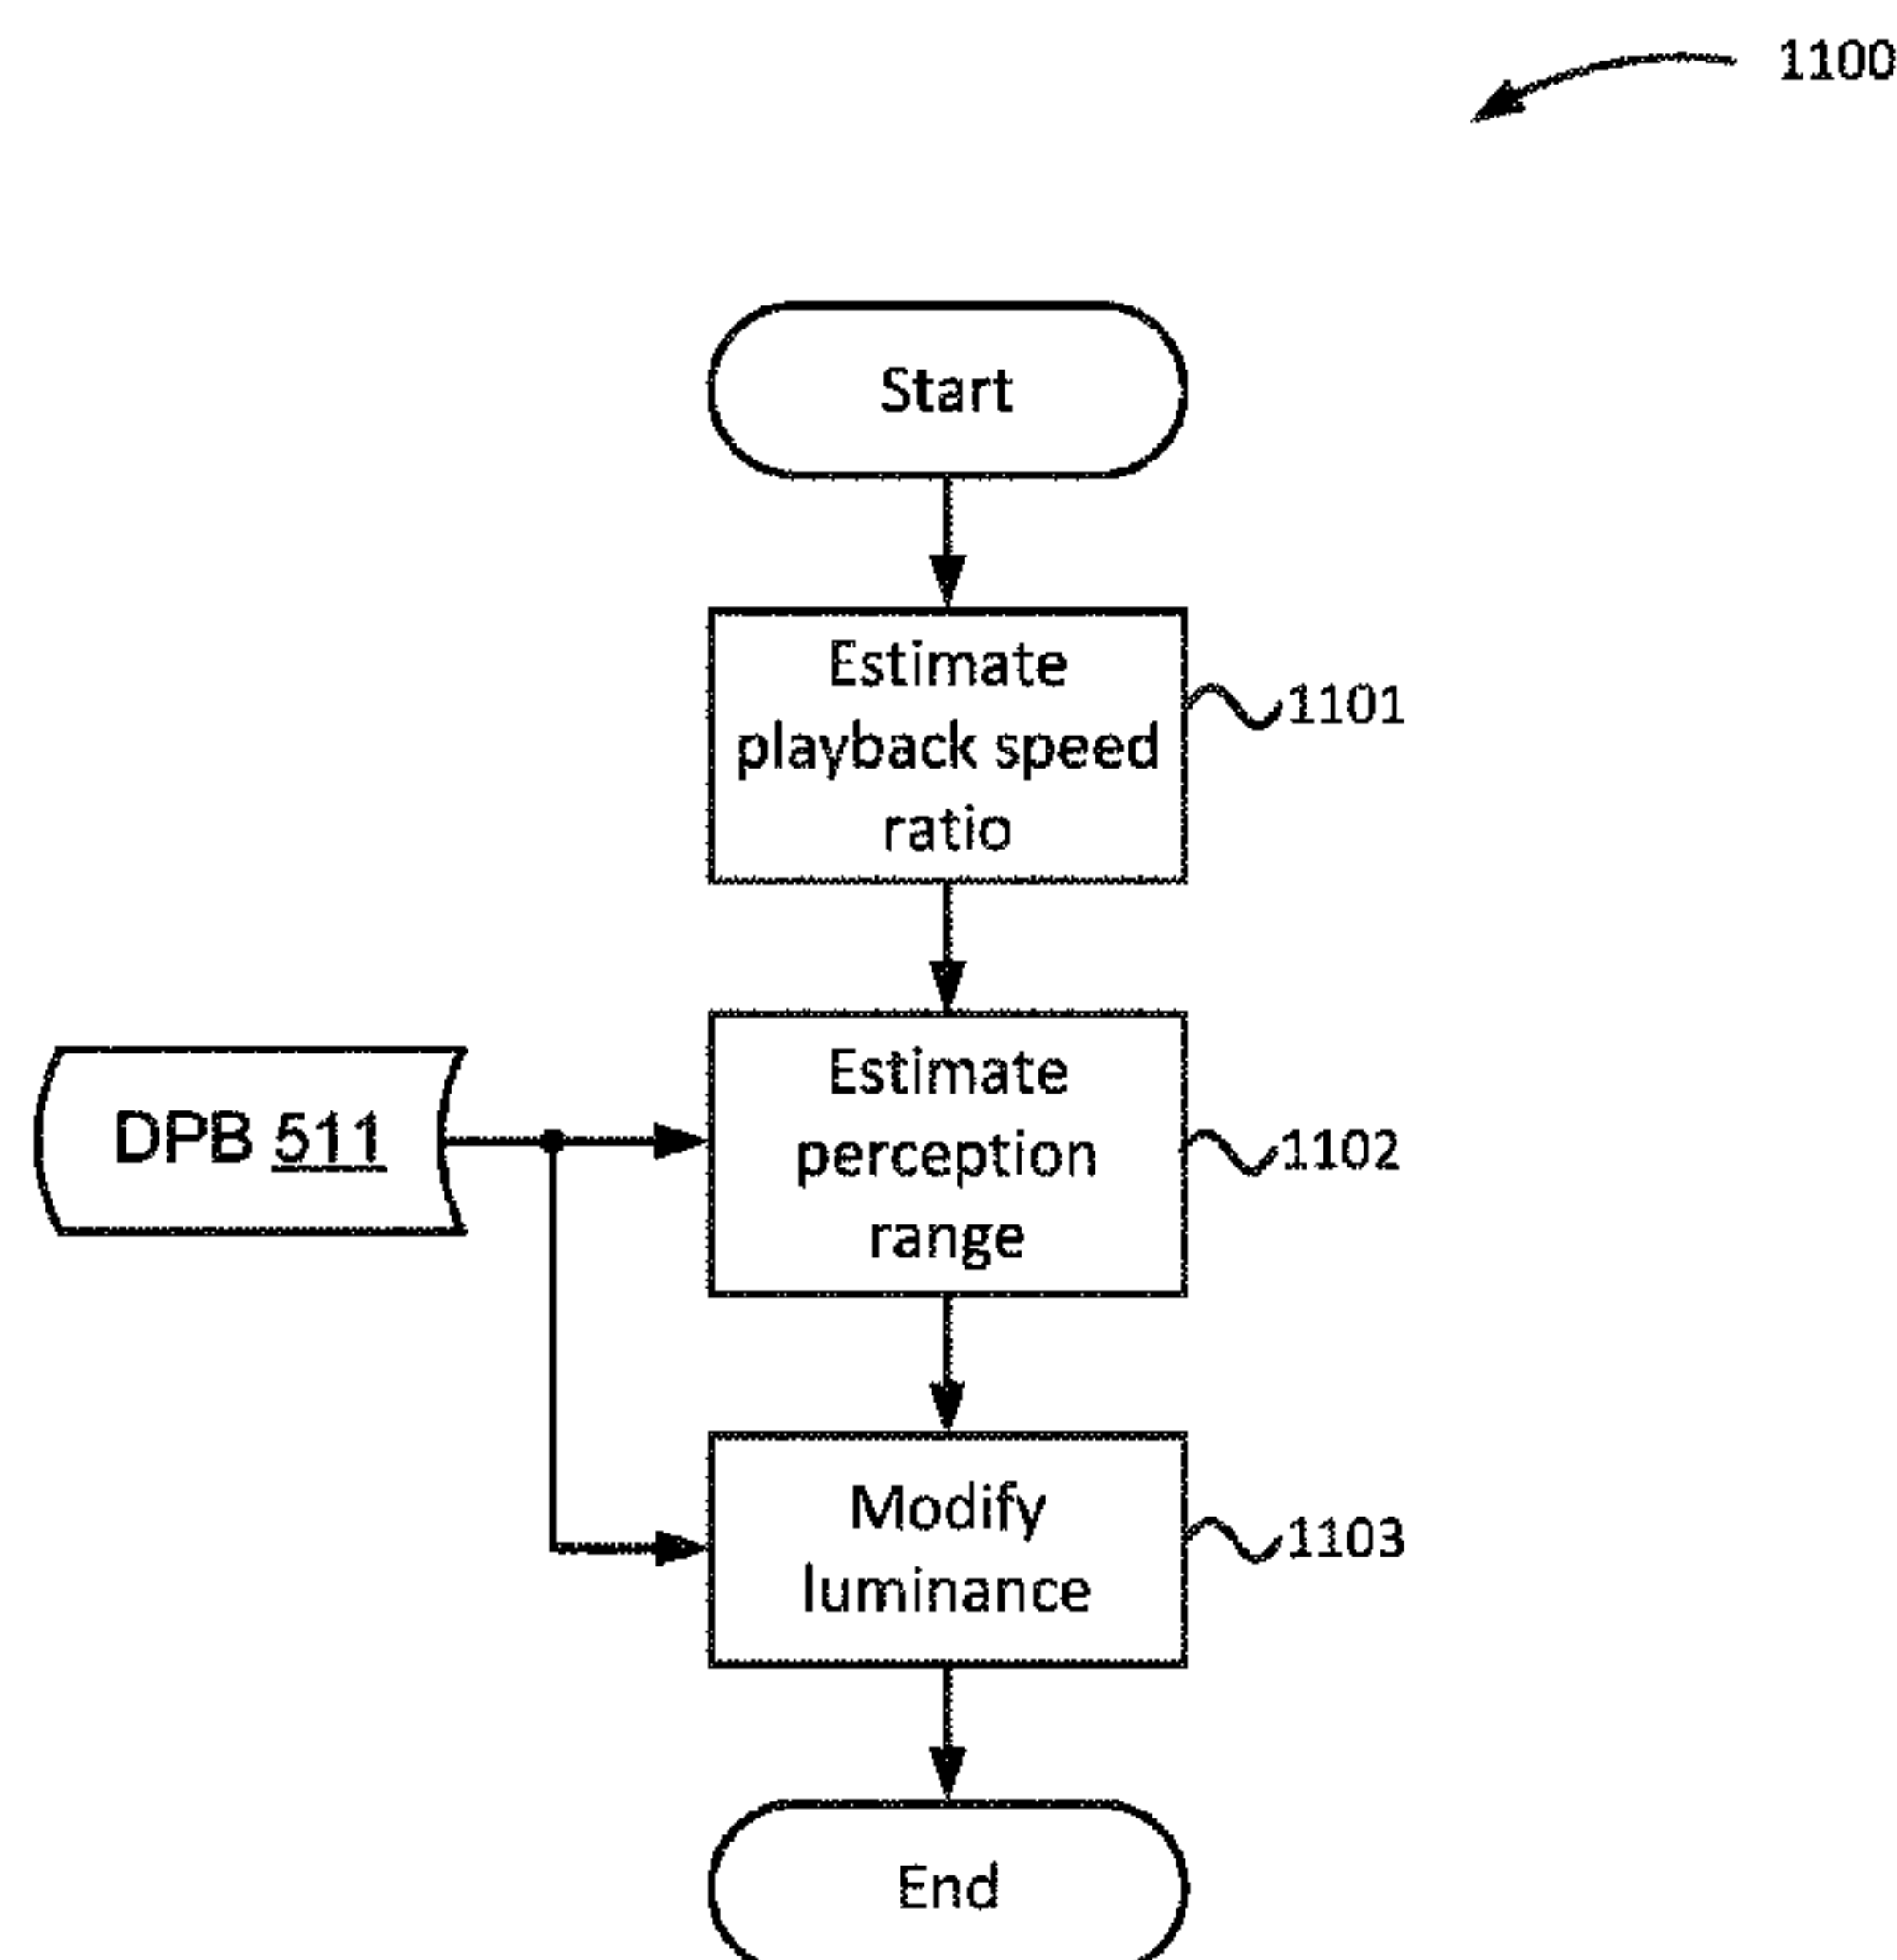 1100
Start
Estimate
playback speed
ratio
1101
DPB 511
Estimate
perception
range
1102
Modify
luminance
1103
End